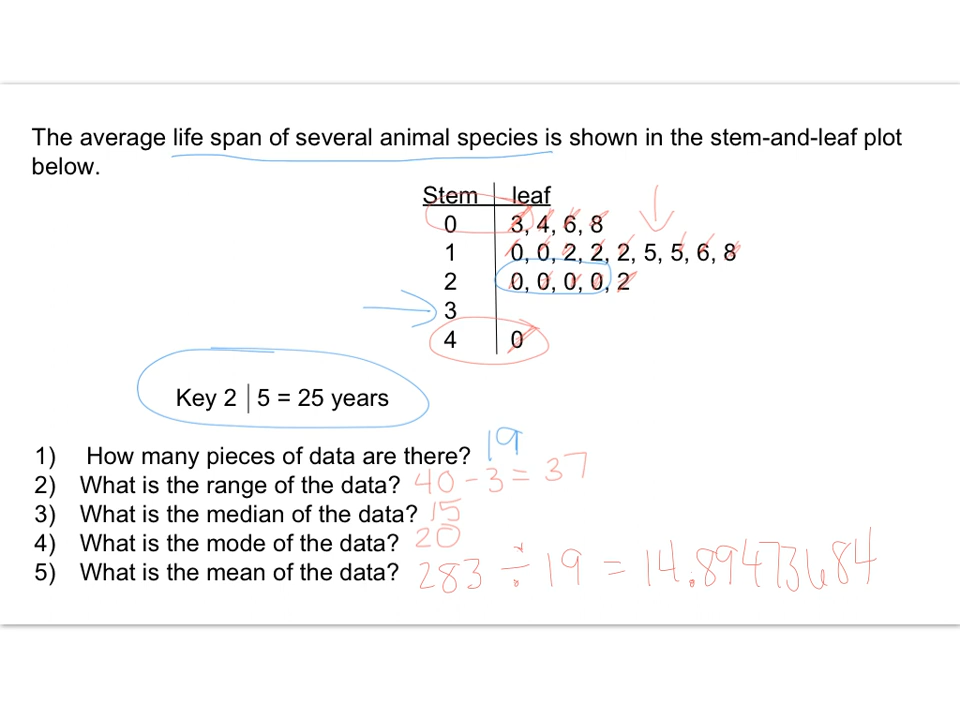 The average life span of several animal species is shown in the stem-and-leaf plot
below.
Stem leaf
0 3, 4, 6, 8
1 0, 0, 2, 2, 2, 5, 5, 6, 8
2 0, 0, 0, 0, 2
3
4 0
Key 2 | 5 = 25 years
1) How many pieces of data are there? 19
2) What is the range of the data? 40 - 3 = 37
3) What is the median of the data? 15
4) What is the mode of the data? 20
5) What is the mean of the data? 283 ÷ 19 = 14.89473684